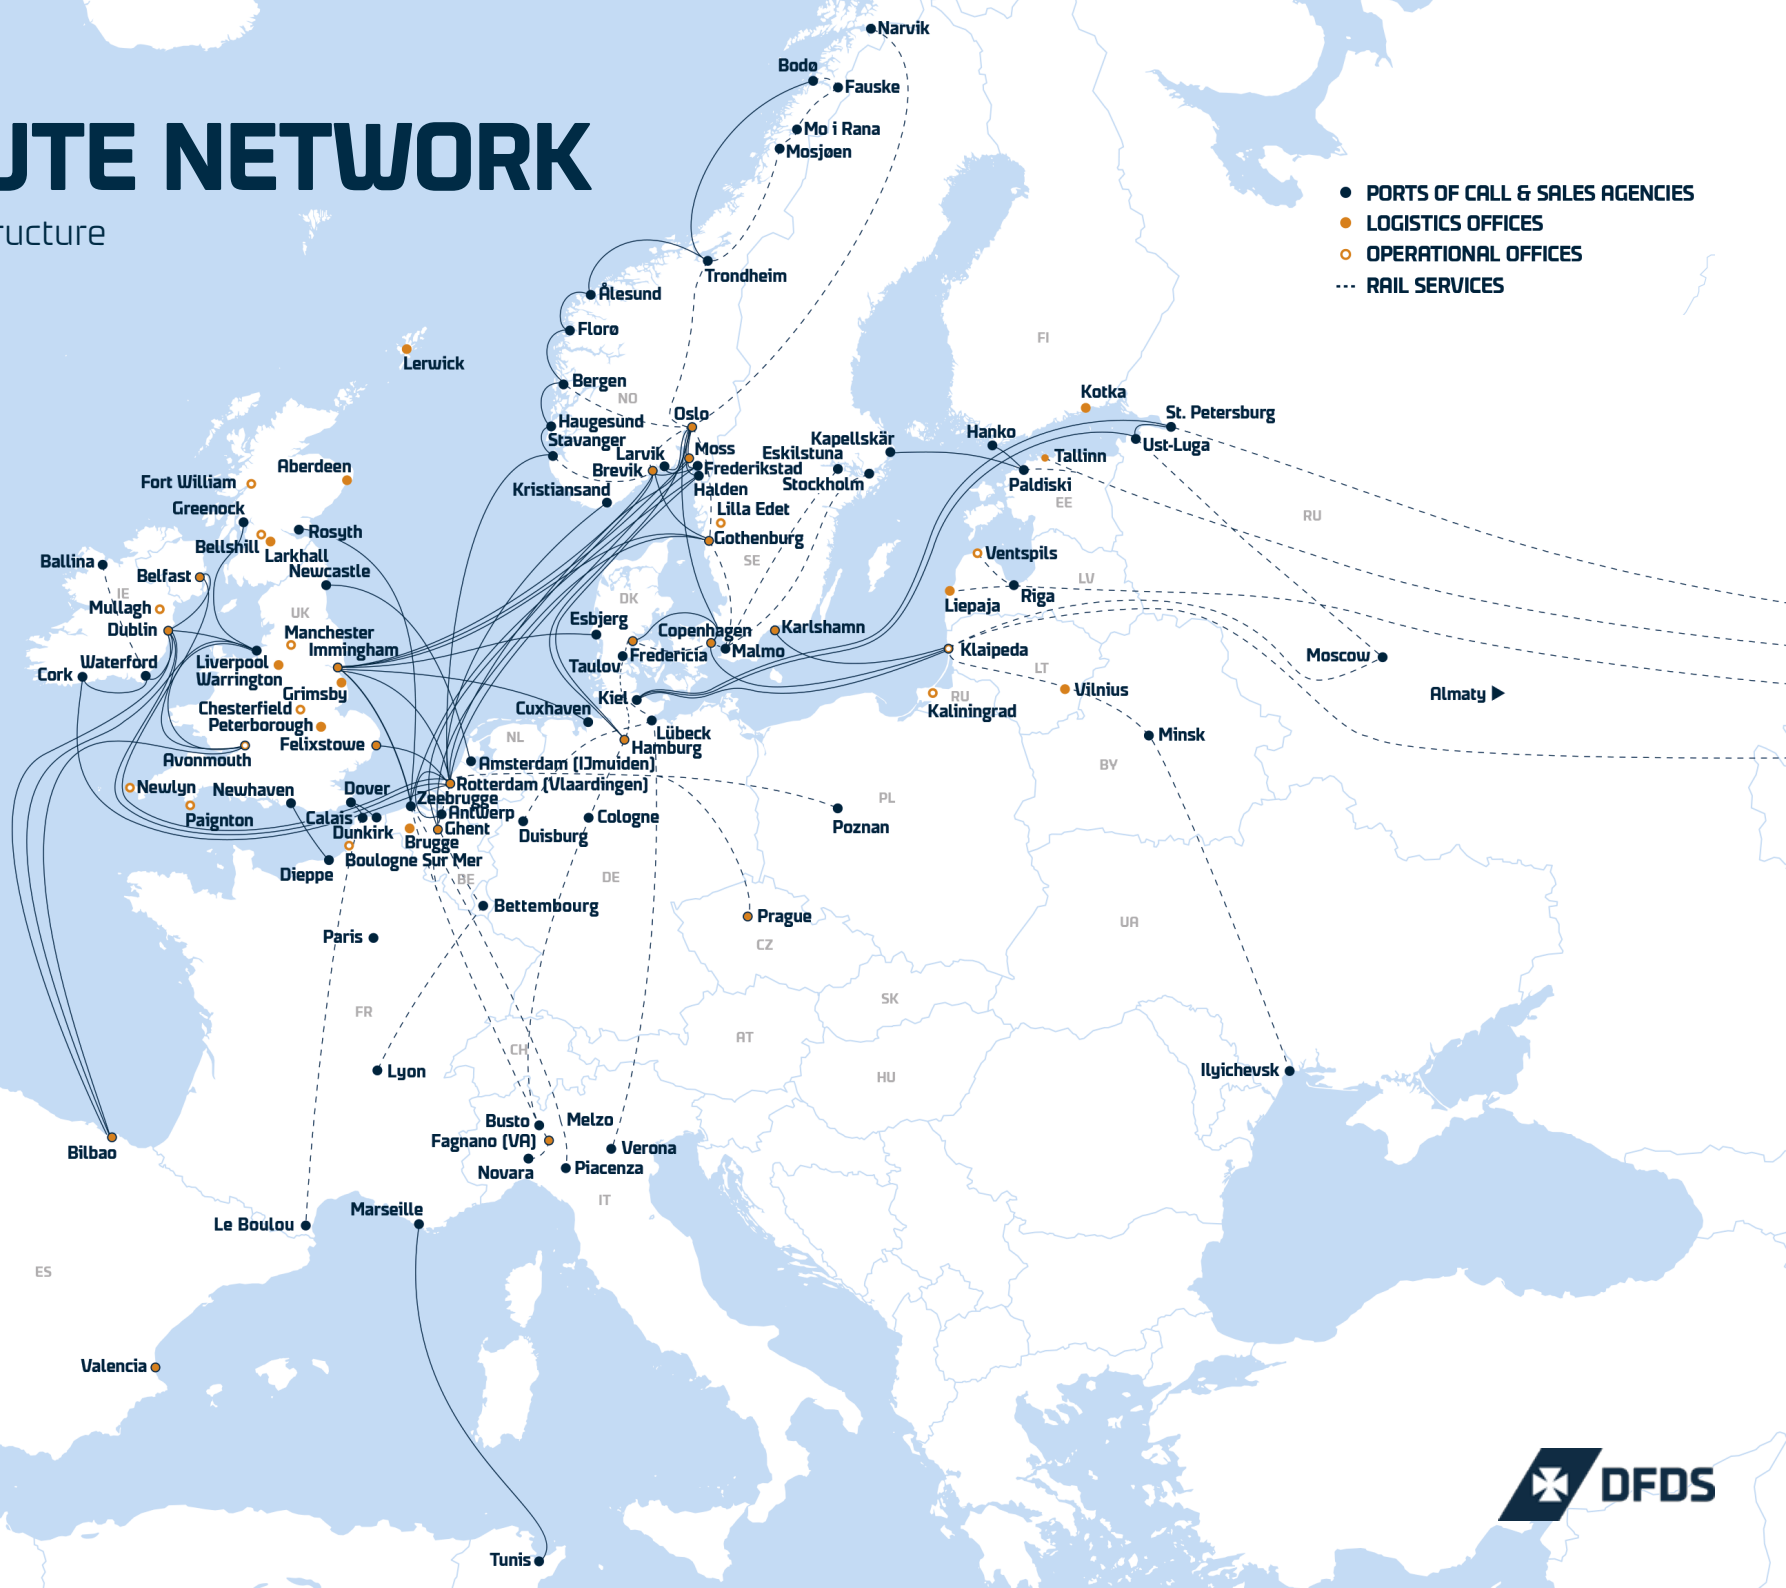 UTE NETWORK
ructure
PORTS OF CALL & SALES AGENCIES
LOGISTICS OFFICES
OPERATIONAL OFFICES
RAIL SERVICES
Narvik
Bodø
Fauske
Mo i Rana
Mosjøen
Trondheim
Ålesund
Florø
Lerwick
FI
Bergen
NO
Kotka
Oslo
St. Petersburg
Haugesund
Stavanger
Kapellskär
Hanko
Ust-Luga
Larvik
Moss
Eskilstuna
Tallinn
Brevik
Frederikstad
Aberdeen
Fort William
Kristiansand
Halden
Stockholm
Paldiski
EE
Greenock
Lilla Edet
RU
Rosyth
Gothenburg
Bellshill
Larkhall
Ventspils
Ballina
Newcastle
SE
Belfast
LV
IE
Riga
Mullagh
UK
DK
Liepaja
Dublin
Esbjerg
Copenhagen
Karlshamn
Manchester
Immingham
Klaipeda
Fredericia
Malmo
Moscow
Waterford
Liverpool
Taulov
LT
Cork
Warrington
Grimsby
Vilnius
Almaty
Kiel
RU
Chesterfield
Cuxhaven
Kaliningrad
Peterborough
Lübeck
Minsk
NL
Felixstowe
Hamburg
Avonmouth
Amsterdam (IJmuiden)
BY
Rotterdam (Vlaardingen)
Newlyn
Newhaven
Dover
Zeebrugge
PL
Paignton
Calais
Antwerp
Cologne
Poznan
Dunkirk
Ghent
Duisburg
Brugge
Boulogne Sur Mer
Dieppe
BE
DE
Bettembourg
Prague
UA
Paris
CZ
SK
FR
AT
CH
Lyon
HU
Ilyichevsk
Busto
Melzo
Fagnano (VA)
Bilbao
Verona
Novara
Piacenza
IT
Marseille
Le Boulou
ES
Valencia
DFDS
Tunis